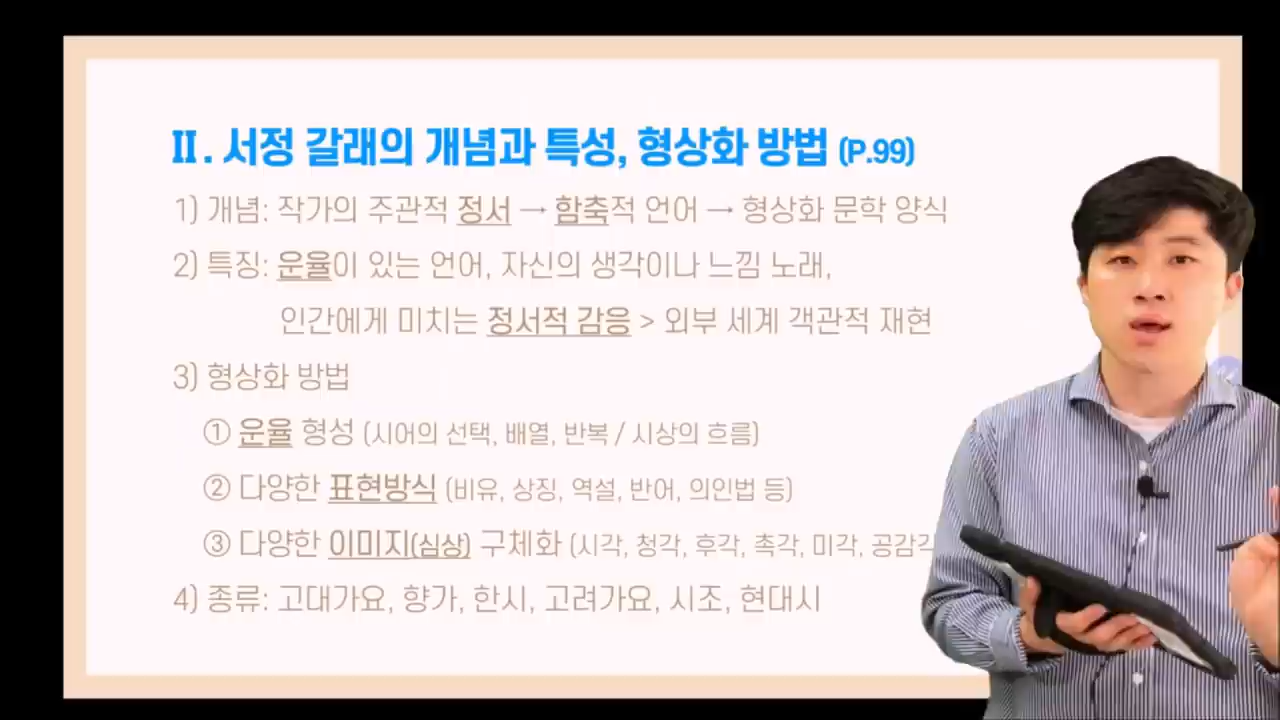 Ⅱ. 서정 갈래의 개념과 특성, 형상화 방법 (P.99)
1) 개념: 작가의 주관적 정서 → 함축적 언어 → 형상화 문학 양식
2) 특징: 운율이 있는 언어, 자신의 생각이나 느낌 노래,
인간에게 미치는 정서적 감응 > 외부 세계 객관적 재현
3) 형상화 방법
① 운율 형성 (시어의 선택, 배열, 반복 / 시상의 흐름)
② 다양한 표현방식 (비유, 상징, 역설, 반어, 의인법 등)
③ 다양한 이미지(심상) 구체화 (시각, 청각, 후각, 촉각, 미각, 공감각
4) 종류: 고대가요, 향가, 한시, 고려가요, 시조, 현대시